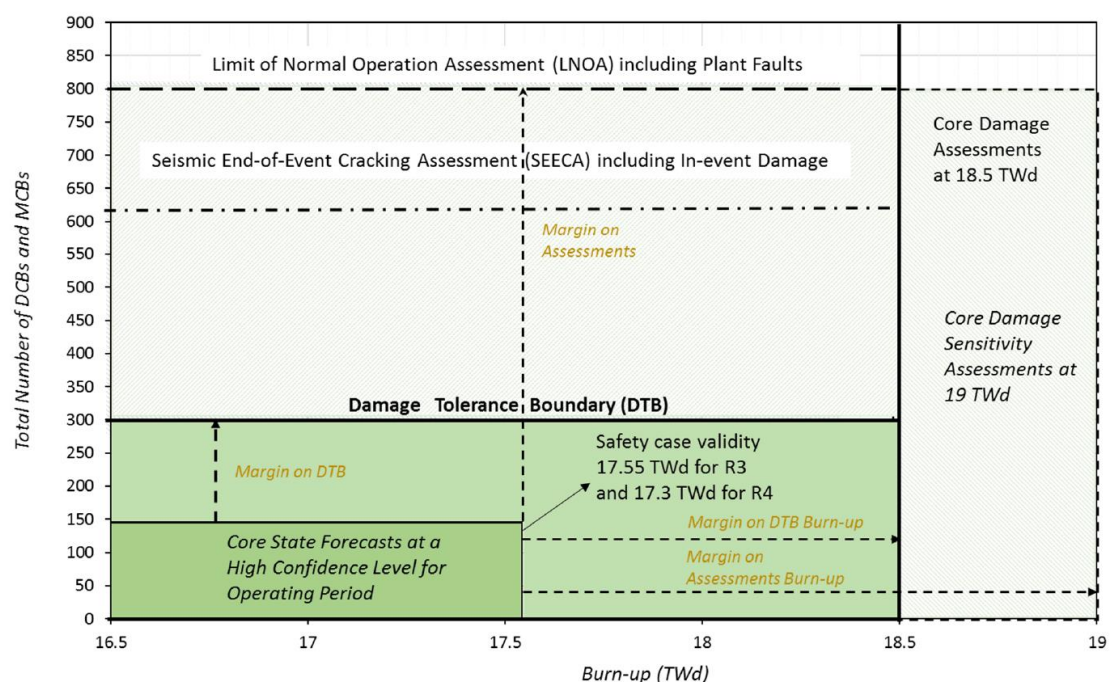 900
850
800
750
700
650
600
550
500
450
400
350
300
250
200
150
100
50
0
Total Number of DCBs and MCBs
Limit of Normal Operation Assessment (LNOA) including Plant Faults
Seismic End-of-Event Cracking Assessment (SEECA) including In-event Damage
Margin on
Assessments
Core Damage
Assessments
at 18.5 TWd
Core Damage
Sensitivity
Assessments at
19 TWd
Damage Tolerance Boundary (DTB)
Margin on DTB
Safety case validity
17.55 TWd for R3
and 17.3 TWd for R4
Core State Forecasts at a
High Confidence Level for
Operating Period
Margin on DTB Burn-up
Margin on
Assessments Burn-up
16.5 17 17.5 18 18.5 19
Burn-up (TWd)